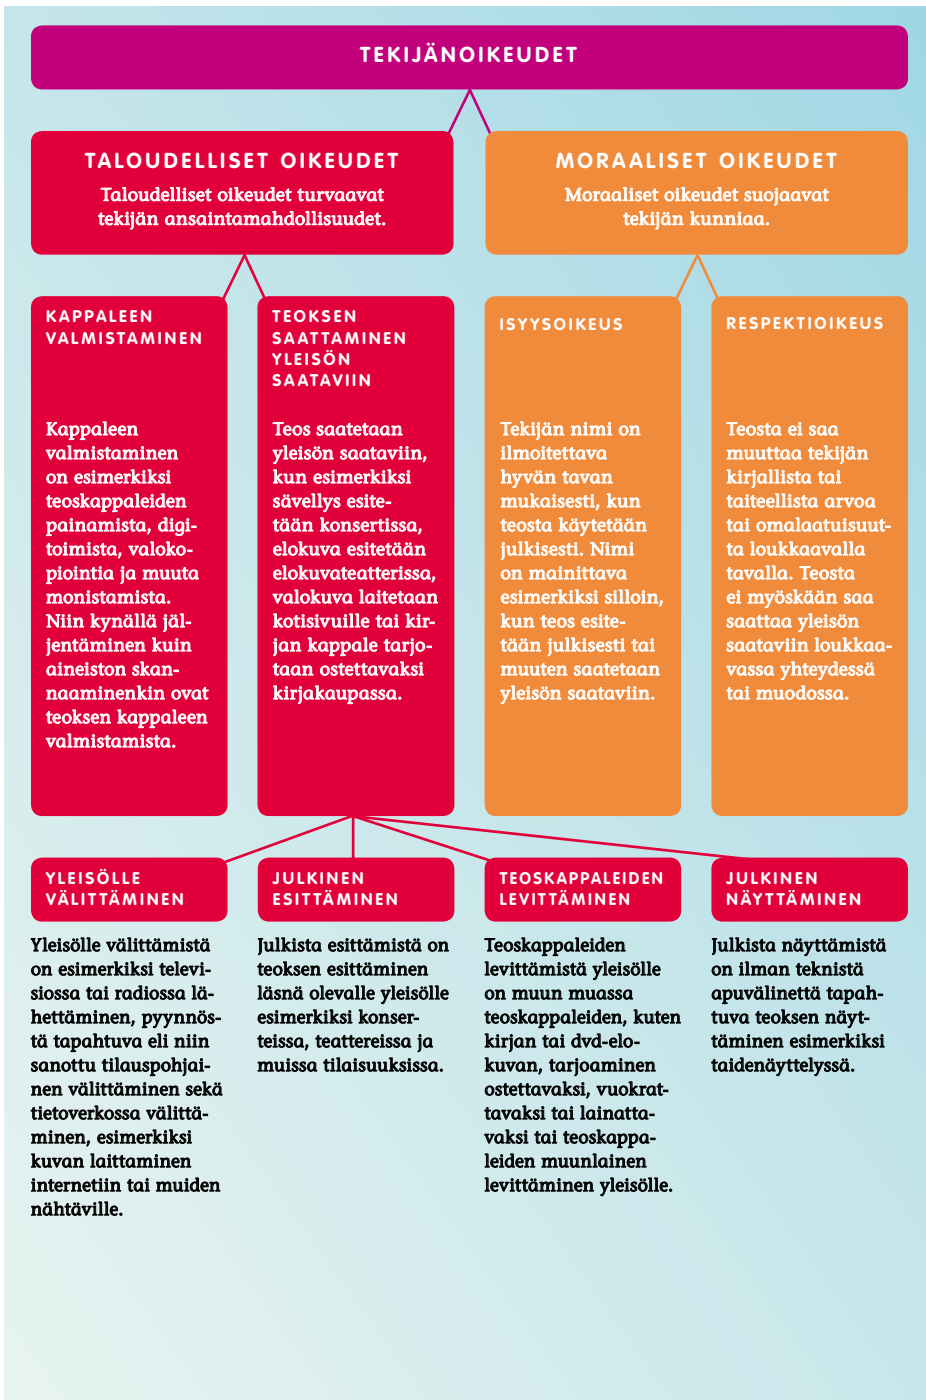 TEKIJÄNOIKEUDET
TALOUDELLISET OIKEUDET
Taloudelliset oikeudet turvaavat
tekijän ansaintamahdollisuudet.
MORAALISET OIKEUDET
Moraaliset oikeudet suojaavat
tekijän kunniaa.
KAPPALEEN
VALMISTAMINEN
Kappaleen
valmistaminen
on esimerkiksi
teoskappaleiden
painamista, digi-
toimista, valoko-
piointia ja muuta
monistamista.
Niin kynällä jäl-
jentäminen kuin
aineiston skan-
naaminenkin ovat
teoksen kappaleen
valmistamista.
TEOKSEN
SAATTAMINEN
YLEISÖN
SAATAVIIN
Teos saatetaan
yleisön saataviin,
kun esimerkiksi
sävellys esite-
tään konsertissa,
elokuva esitetään
elokuvateatterissa,
valokuva laitetaan
kotisivuille tai kir-
jan kappale tarjo-
taan ostettavaksi
kirjakaupassa.
ISYYSOIKEUS
Tekijän nimi on
ilmoitettava
hyvän tavan
mukaisesti, kun
teosta käytetään
julkisesti. Nimi
on mainittava
esimerkiksi silloin,
kun teos esite-
tään julkisesti tai
muuten saatetaan
yleisön saataviin.
RESPEKTIOIKEUS
Teosta ei saa
muuttaa tekijän
kirjallista tai
taiteellista arvoa
tai omalaatuisuut-
ta loukkaavalla
tavalla. Teosta
ei myöskään saa
saattaa yleisön
saataviin loukkaa-
vassa yhteydessä
tai muodossa.
YLEISÖLLE
VÄLITTÄMINEN
Yleisölle välittämistä
on esimerkiksi televi-
siossa tai radiossa lä-
hettäminen, pyynnös-
tä tapahtuva eli niin
sanottu tilauspohjai-
nen välittäminen sekä
tietoverkossa välittä-
minen, esimerkiksi
kuvan laittaminen
internetiin tai muiden
nähtäville.
JULKINEN
ESITTÄMINEN
Julkista esittämistä on
teoksen esittäminen
läsnä olevalle yleisölle
esimerkiksi konser-
teissa, teattereissa ja
muissa tilaisuuksissa.
TEOSKAPPALEIDEN
LEVITTÄMINEN
Teoskappaleiden
levittämistä yleisölle
on muun muassa
teoskappaleiden, kuten
kirjan tai dvd-elo-
kuvan, tarjoaminen
ostettavaksi, vuokrat-
tavaksi tai lainatta-
vaksi tai teoskappa-
leiden muunlainen
levittäminen yleisölle.
JULKINEN
NÄYTTÄMINEN
Julkista näyttämistä
on ilman teknistä
apuvälinettä tapah-
tuva teoksen näyt-
täminen esimerkiksi
taidenäyttelyssä.